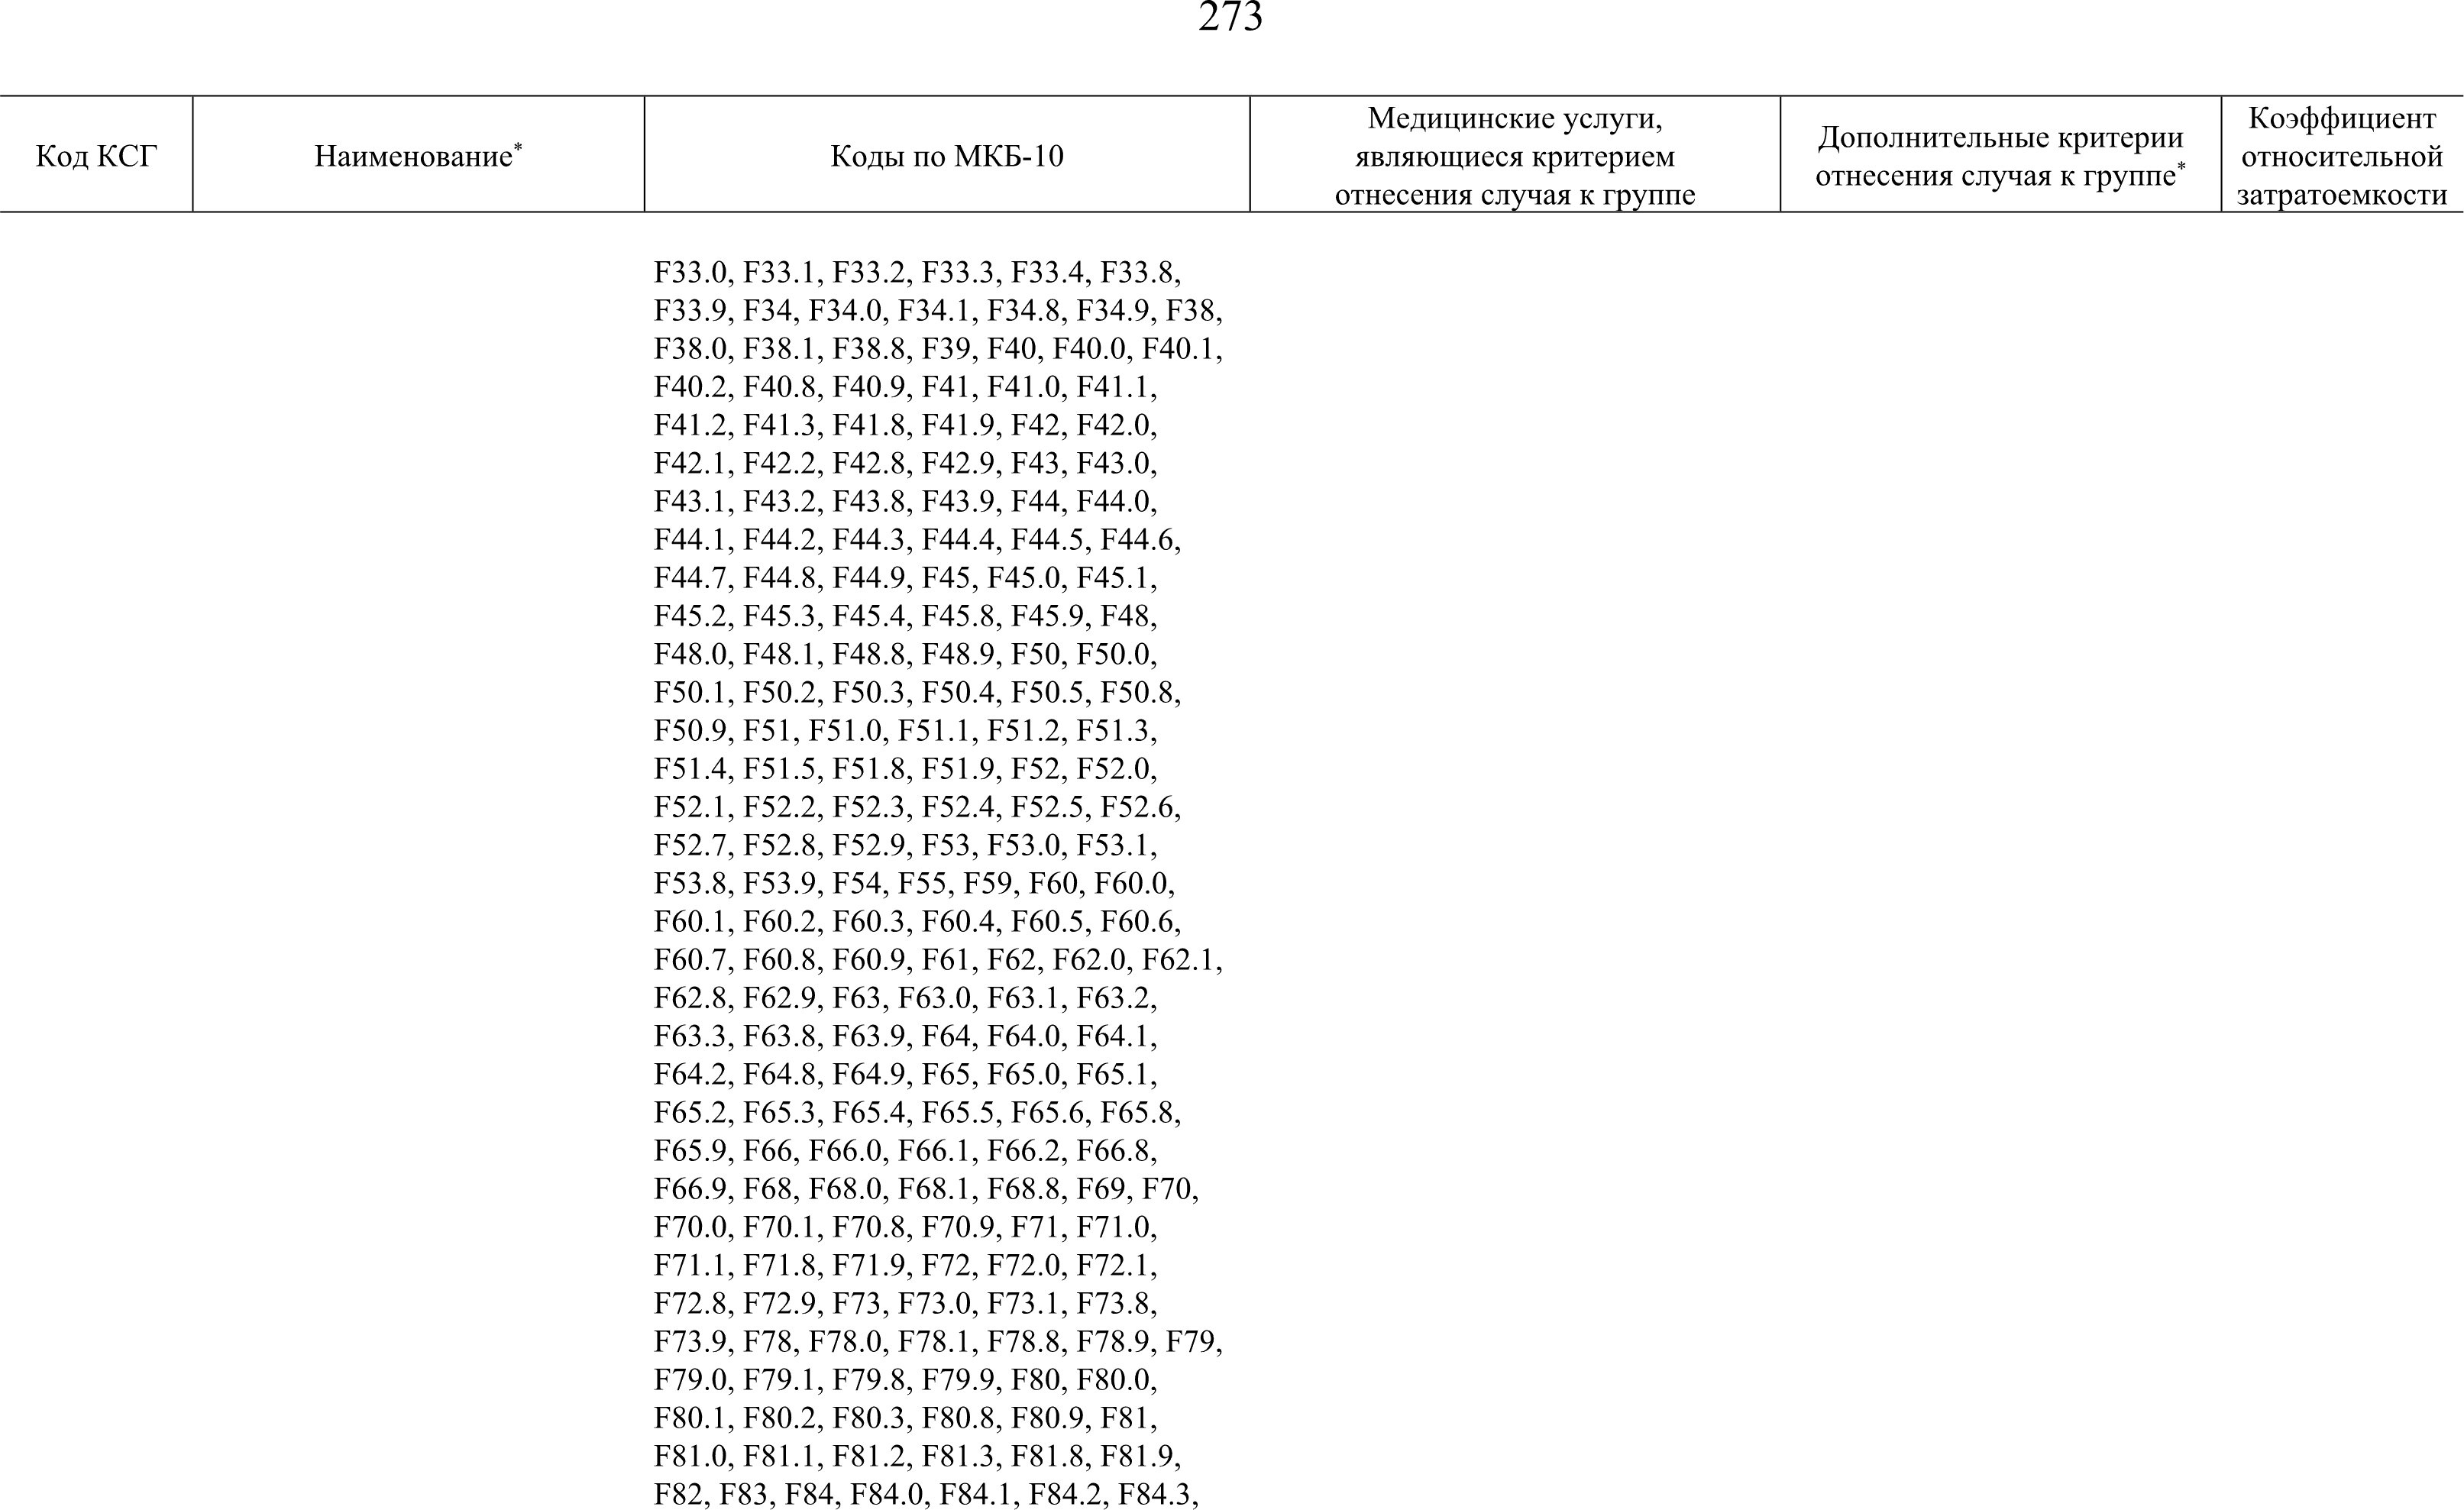 273
Код КСГ
Наименование*
Коды по МКБ-10
Медицинские услуги,
являющиеся критерием
отнесения случая к группе
Дополнительные критерии
отнесения случая к группе*
Коэффициент
относительной
затратоемкости
F33.0, F33.1, F33.2, F33.3, F33.4, F33.8,
F33.9, F34, F34.0, F34.1, F34.8, F34.9, F38,
F38.0, F38.1, F38.8, F39, F40, F40.0, F40.1,
F40.2, F40.8, F40.9, F41, F41.0, F41.1,
F41.2, F41.3, F41.8, F41.9, F42, F42.0,
F42.1, F42.2, F42.8, F42.9, F43, F43.0,
F43.1, F43.2, F43.8, F43.9, F44, F44.0,
F44.1, F44.2, F44.3, F44.4, F44.5, F44.6,
F44.7, F44.8, F44.9, F45, F45.0, F45.1,
F45.2, F45.3, F45.4, F45.8, F45.9, F48,
F48.0, F48.1, F48.8, F48.9, F50, F50.0,
F50.1, F50.2, F50.3, F50.4, F50.5, F50.8,
F50.9, F51, F51.0, F51.1, F51.2, F51.3,
F51.4, F51.5, F51.8, F51.9, F52, F52.0,
F52.1, F52.2, F52.3, F52.4, F52.5, F52.6,
F52.7, F52.8, F52.9, F53, F53.0, F53.1,
F53.8, F53.9, F54, F55, F59, F60, F60.0,
F60.1, F60.2, F60.3, F60.4, F60.5, F60.6,
F60.7, F60.8, F60.9, F61, F62, F62.0, F62.1,
F62.8, F62.9, F63, F63.0, F63.1, F63.2,
F63.3, F63.8, F63.9, F64, F64.0, F64.1,
F64.2, F64.8, F64.9, F65, F65.0, F65.1,
F65.2, F65.3, F65.4, F65.5, F65.6, F65.8,
F65.9, F66, F66.0, F66.1, F66.2, F66.8,
F66.9, F68, F68.0, F68.1, F68.8, F69, F70,
F70.0, F70.1, F70.8, F70.9, F71, F71.0,
F71.1, F71.8, F71.9, F72, F72.0, F72.1,
F72.8, F72.9, F73, F73.0, F73.1, F73.8,
F73.9, F78, F78.0, F78.1, F78.8, F78.9, F79,
F79.0, F79.1, F79.8, F79.9, F80, F80.0,
F80.1, F80.2, F80.3, F80.8, F80.9, F81,
F81.0, F81.1, F81.2, F81.3, F81.8, F81.9,
F82, F83, F84, F84.0, F84.1, F84.2, F84.3,